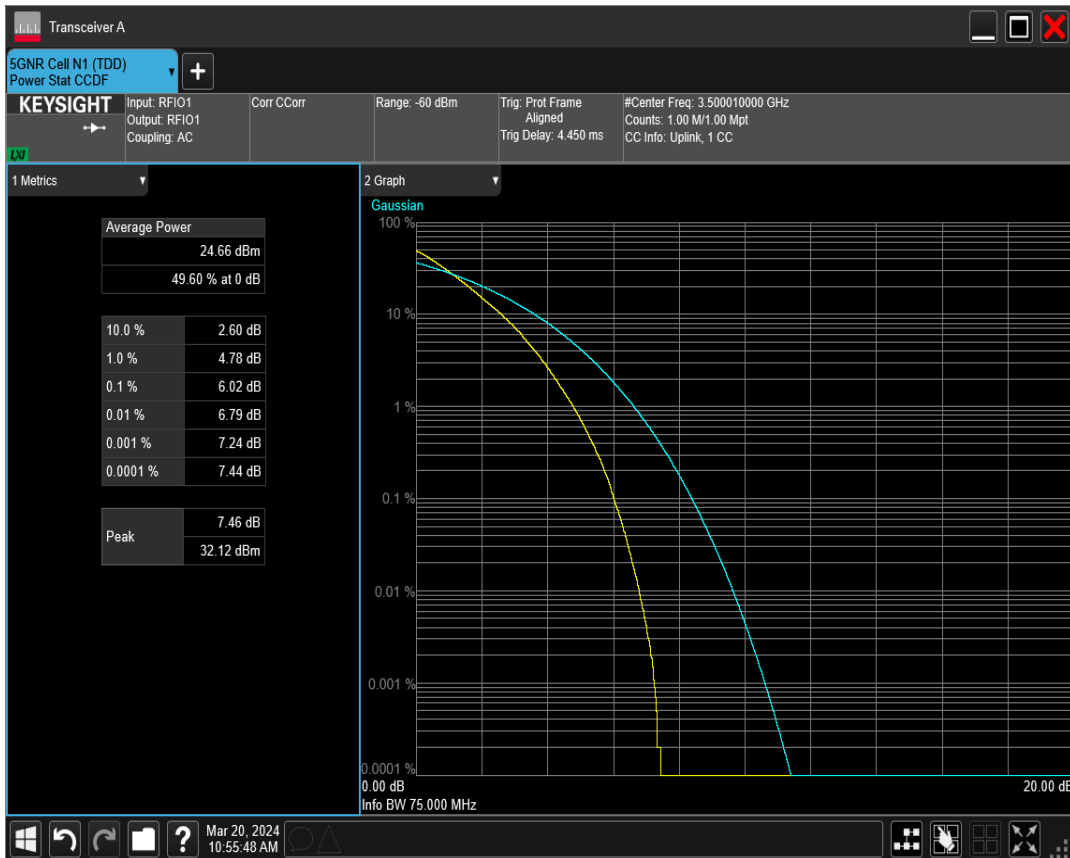 Transceiver A
5GNR Cell N1 (TDD)
Power Stat CCDF
KEYSIGHT
LXI
Input: RFIO1
Output: RFIO1
Coupling: AC
Corr CCorr
Range: -60 dBm
Trig: Prot Frame
Aligned
Trig Delay: 4.450 ms
#Center Freq: 3.500010000 GHz
Counts: 1.00 M/1.00 Mpt
CC Info: Uplink, 1 CC
1 Metrics
Average Power
24.66 dBm
49.60 % at 0 dB
10.0 % 2.60 dB
1.0 % 4.78 dB
0.1 % 6.02 dB
0.01 % 6.79 dB
0.001 % 7.24 dB
0.0001 % 7.44 dB
Peak
7.46 dB
32.12 dBm
2 Graph
Gaussian
100 %
10 %
1 %
0.1 %
0.01 %
0.001 %
0.0001 %
0.00 dB 20.00 dB
Info BW 75.000 MHz
?
Mar 20, 2024
10:55:48 AM